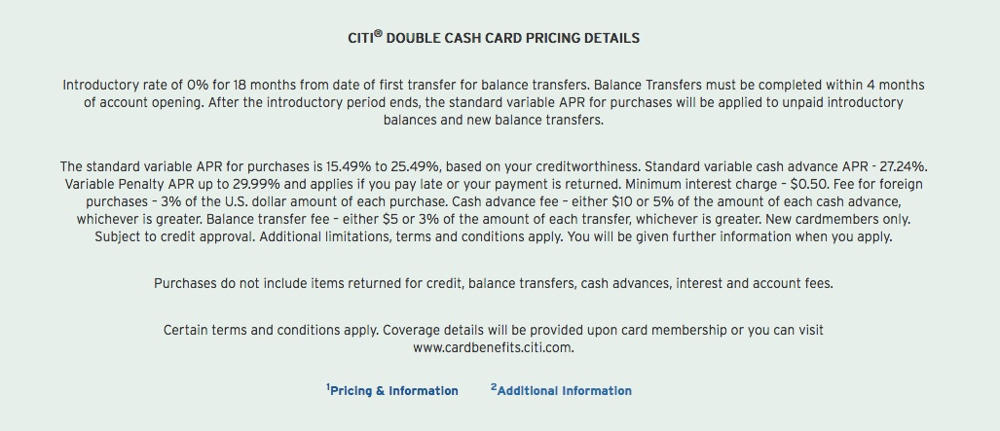 CITI® DOUBLE CASH CARD PRICING DETAILS
Introductory rate of 0% for 18 months from date of first transfer for balance transfers. Balance Transfers must be completed within 4 months
of account opening. After the introductory period ends, the standard variable APR for purchases will be applied to unpaid introductory
balances and new balance transfers.
The standard variable APR for purchases is 15.49% to 25.49%, based on your creditworthiness. Standard variable cash advance APR - 27.24%.
Variable Penalty APR up to 29.99% and applies if you pay late or your payment is returned. Minimum interest charge – $0.50. Fee for foreign
purchases – 3% of the U.S. dollar amount of each purchase. Cash advance fee – either $10 or 5% of the amount of each cash advance,
whichever is greater. Balance transfer fee – either $5 or 3% of the amount of each transfer, whichever is greater. New cardmembers only.
Subject to credit approval. Additional limitations, terms and conditions apply. You will be given further information when you apply.
Purchases do not include items returned for credit, balance transfers, cash advances, interest and account fees.
Certain terms and conditions apply. Coverage details will be provided upon card membership or you can visit
www.cardbenefits.citi.com.
¹Pricing & Information ²Additional Information